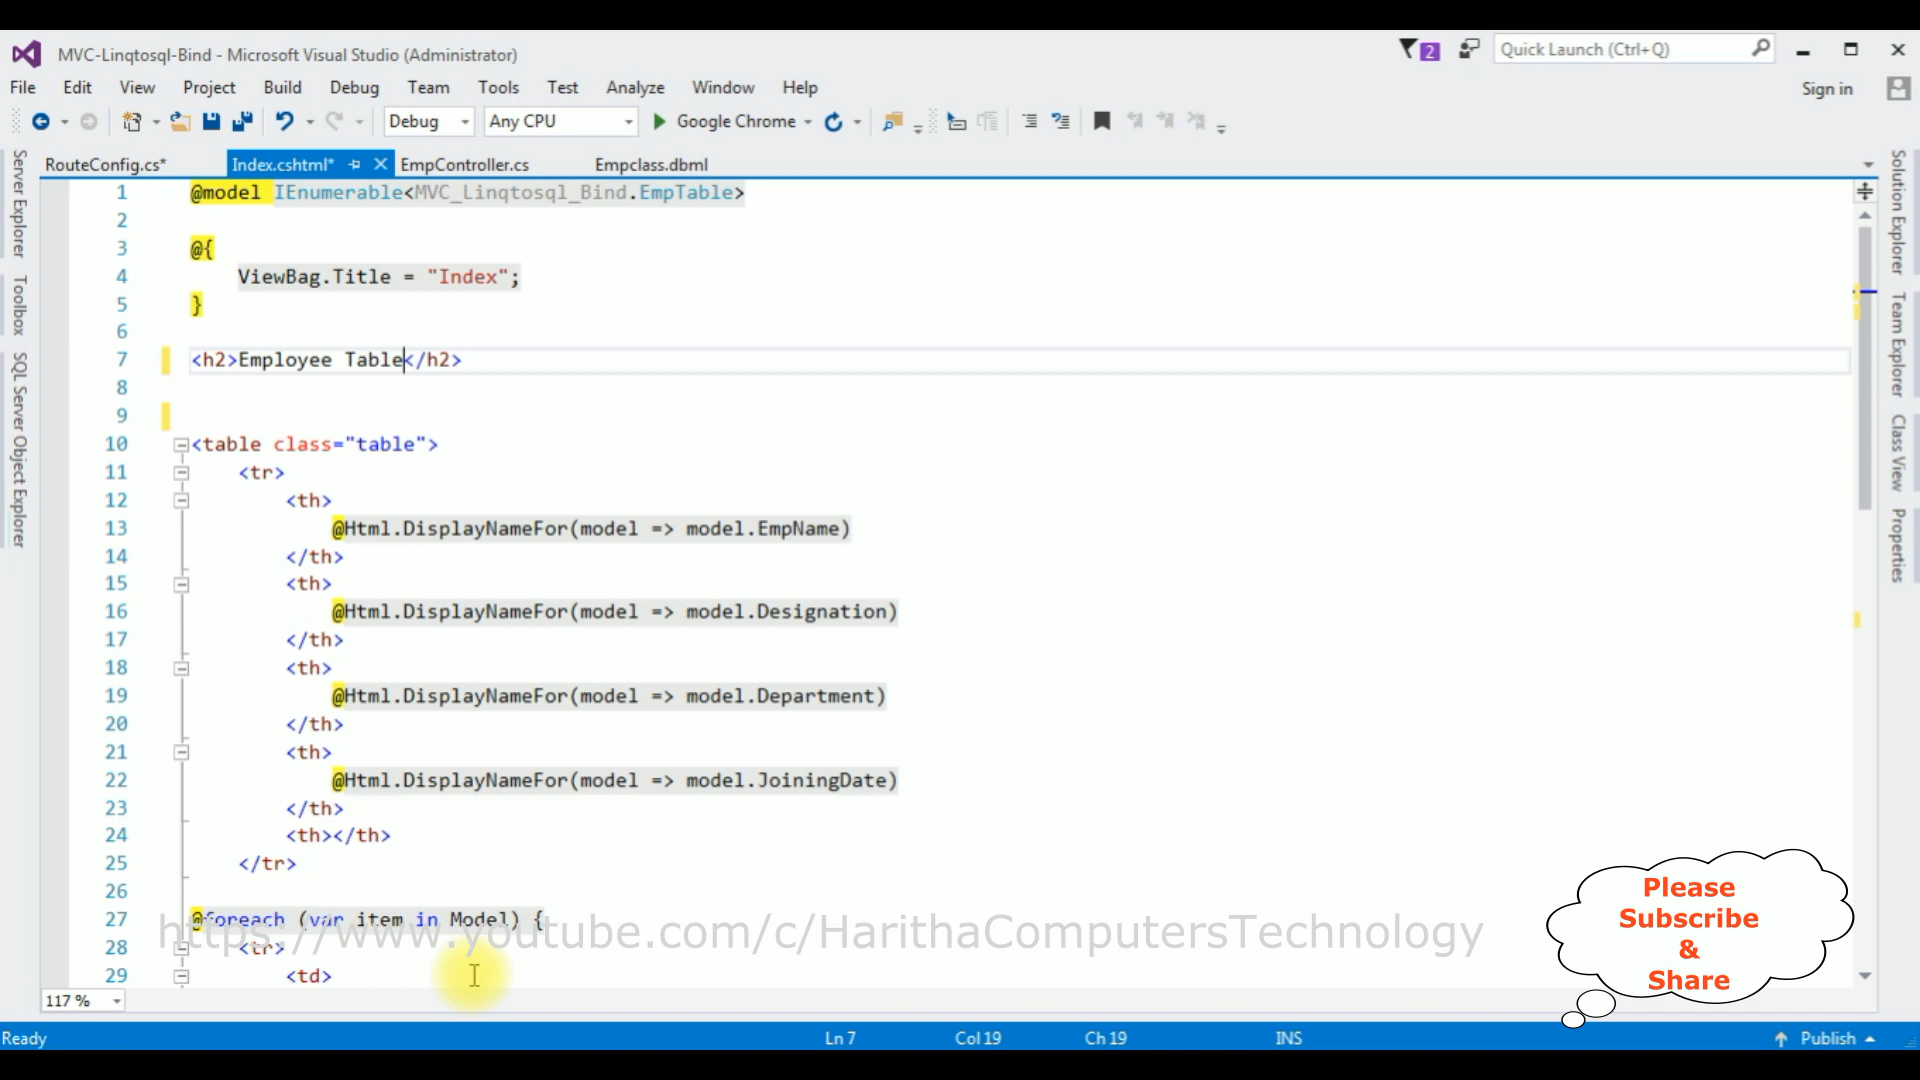 MVC-Linqtosql-Bind - Microsoft Visual Studio (Administrator)
2
Quick Launch (Ctrl+Q)
File Edit View Project Build Debug Team Tools Test Analyze Window Help
Sign in
Debug Any CPU Google Chrome
RouteConfig.cs* Index.cshtml* EmpController.cs Empclass.dbml
Server Explorer
Toolbox
SQL Server Object Explorer
1 @model IEnumerable<MVC_Linqtosql_Bind.EmpTable>
2
3 @{
4 ViewBag.Title = "Index";
5 }
6
7 <h2>Employee Table</h2>
8
9
10 <table class="table">
11 <tr>
12 <th>
13 @Html.DisplayNameFor(model => model.EmpName)
14 </th>
15 <th>
16 @Html.DisplayNameFor(model => model.Designation)
17 </th>
18 <th>
19 @Html.DisplayNameFor(model => model.Department)
20 </th>
21 <th>
22 @Html.DisplayNameFor(model => model.JoiningDate)
23 </th>
24 <th></th>
25 </tr>
26
27 @foreach (var item in Model) {
28 <tr>
29 <td>
https://www.youtube.com/c/HarithaComputersTechnology
Solution Explorer
Team Explorer
Class View
Properties
Please
Subscribe
&
Share
117 %
Ready Ln 7 Col 19 Ch 19 INS Publish